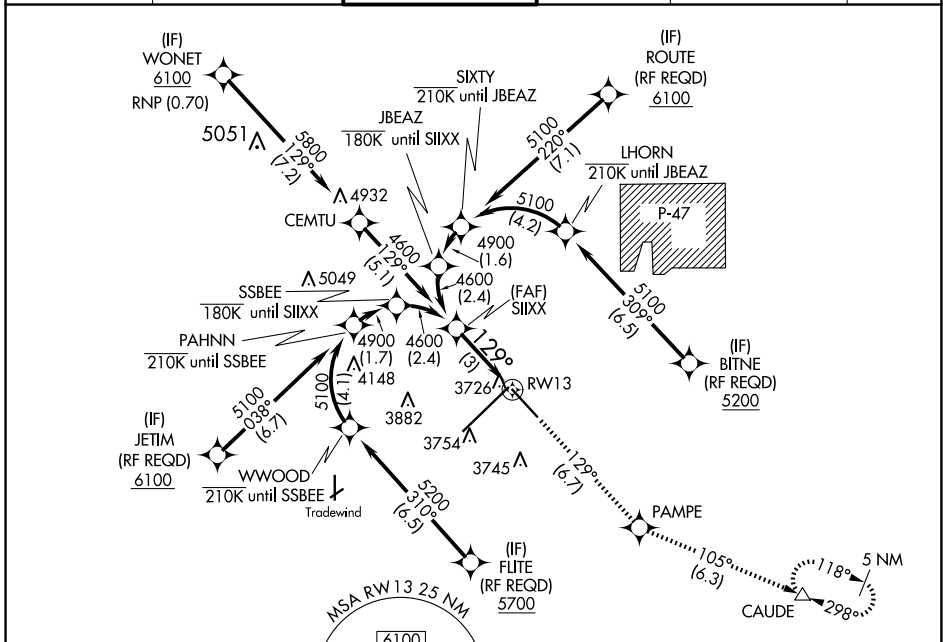 (IF)
WONET
6100
RNP (0.70)
5051
5800
129°
(7.2)
4932
CEMTU
4600
129°
(5.1)
JBEAZ
180K until SIIXX
SIXTY
210K until JBEAZ
(IF)
ROUTE
(RF REQD)
6100
5100
220°
(7.1)
LHORN
210K until JBEAZ
P-47
5100
(4.2)
4900
(1.6)
4600
(2.4)
5100
309°
(6.5)
(IF)
BITNE
(RF REQD)
5200
5049
SSBEE
180K until SIIXX
PAHNN
210K until SSBEE
4900
(1.7)
4600
(2.4)
(FAF)
SIIXX
129°
(3)
3726
RW13
5100
(4.1)
4148
3882
3754
3745
5100
038°
(6.7)
(IF)
JETIM
(RF REQD)
6100
WWOOD
210K until SSBEE
Tradewind
5200
310°
(6.5)
(IF)
FLITE
(RF REQD)
5700
129°
(6.7)
PAMPE
105°
(6.3)
CAUDE
118°
5 NM
298°
MSA RW13 25 NM
6100